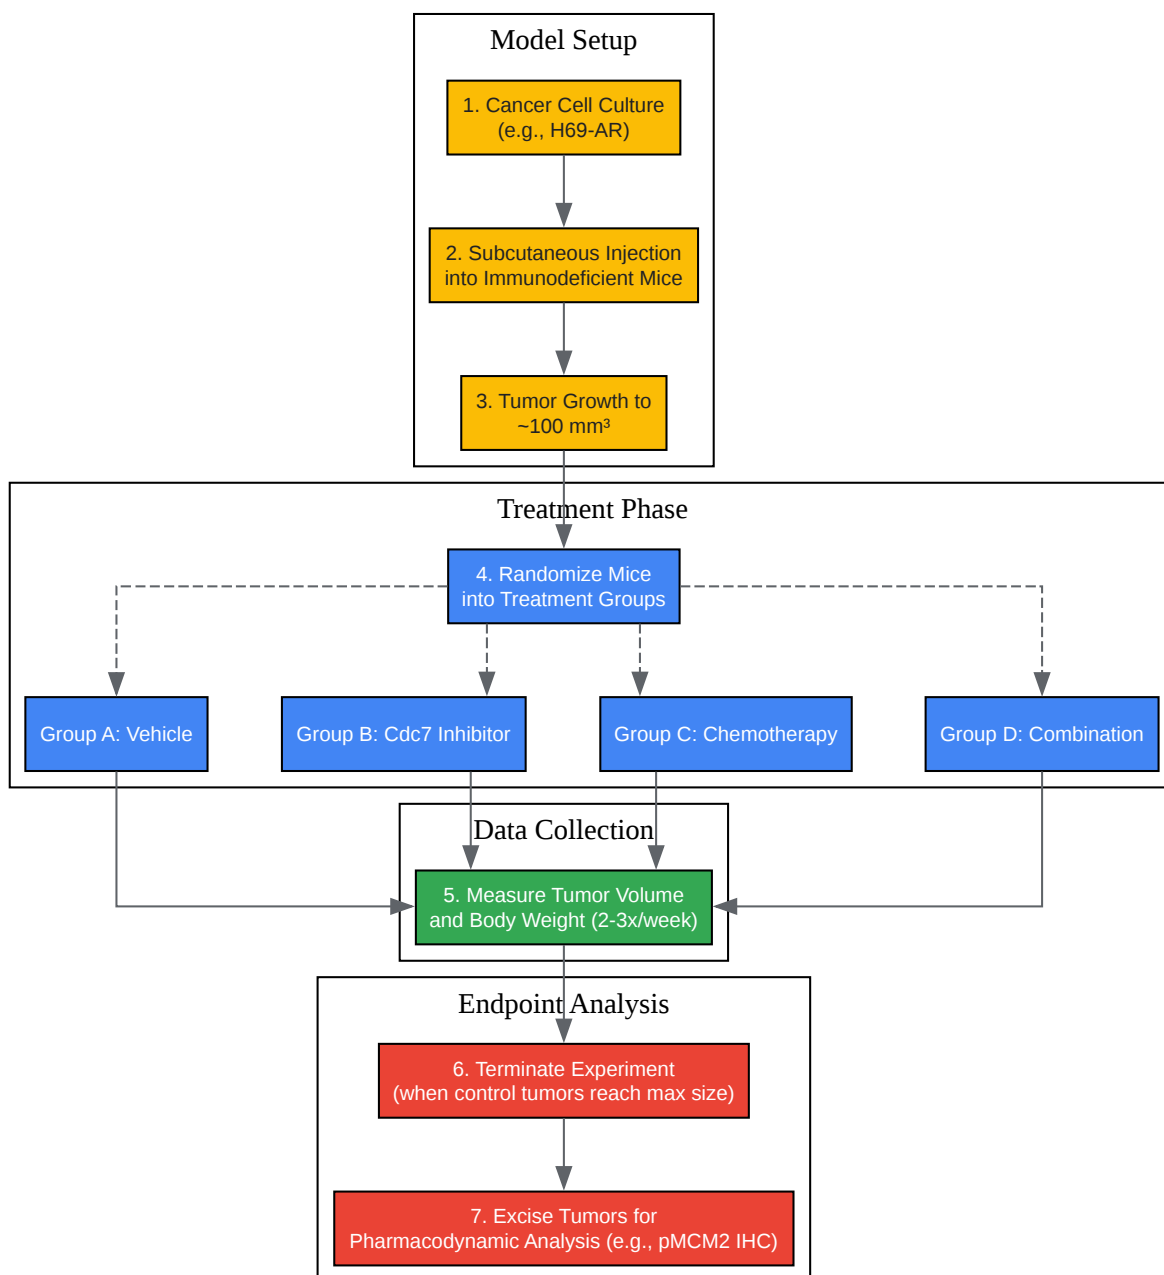 Model Setup
1. Cancer Cell Culture
(e.g., H69-AR)
2. Subcutaneous Injection
into Immunodeficient Mice
3. Tumor Growth to
~100 mm³
Treatment Phase
4. Randomize Mice
into Treatment Groups
Group A: Vehicle
Group B: Cdc7 Inhibitor
Group C: Chemotherapy
Group D: Combination
Data Collection
5. Measure Tumor Volume
and Body Weight (2-3x/week)
Endpoint Analysis
6. Terminate Experiment
(when control tumors reach max size)
7. Excise Tumors for
Pharmacodynamic Analysis (e.g., pMCM2 IHC)